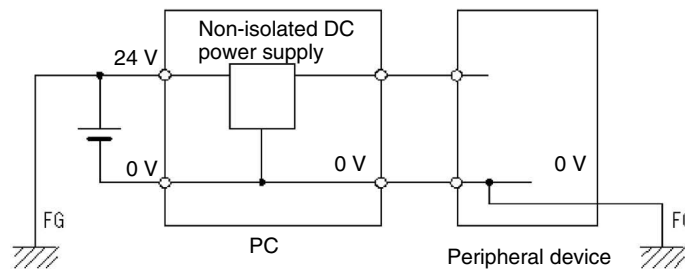 Non-isolated DC
power supply
24 V
0 V
0 V
0 V
FG
PC
Peripheral device